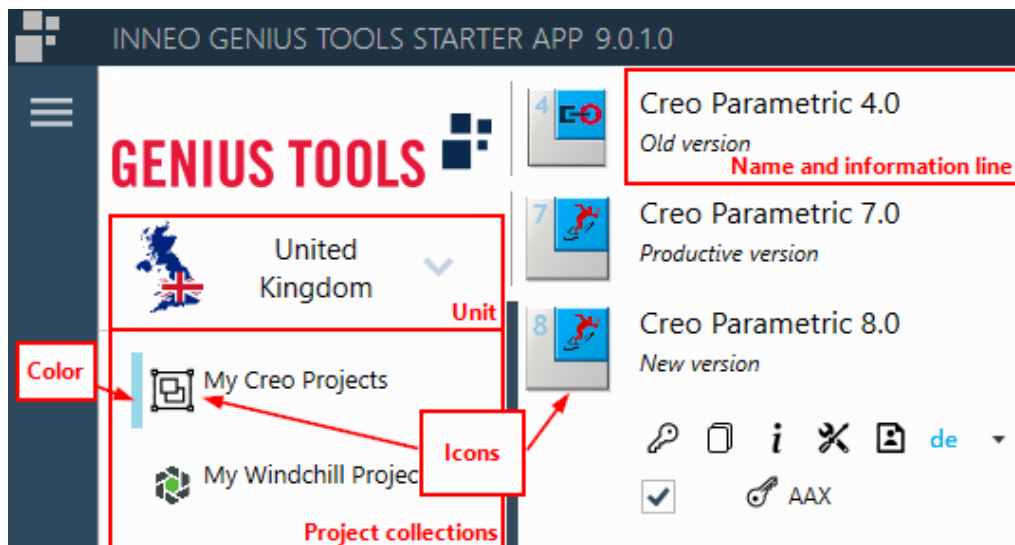 INNEO GENIUS TOOLS STARTER APP 9.0.1.0
GENIUS TOOLS
United
Kingdom
Unit
Color
My Creo Projects
Icons
My Windchill Projec
Project collections
4
Creo Parametric 4.0
Old version
Name and information line
7
Creo Parametric 7.0
Productive version
8
Creo Parametric 8.0
New version
i
de
AAX